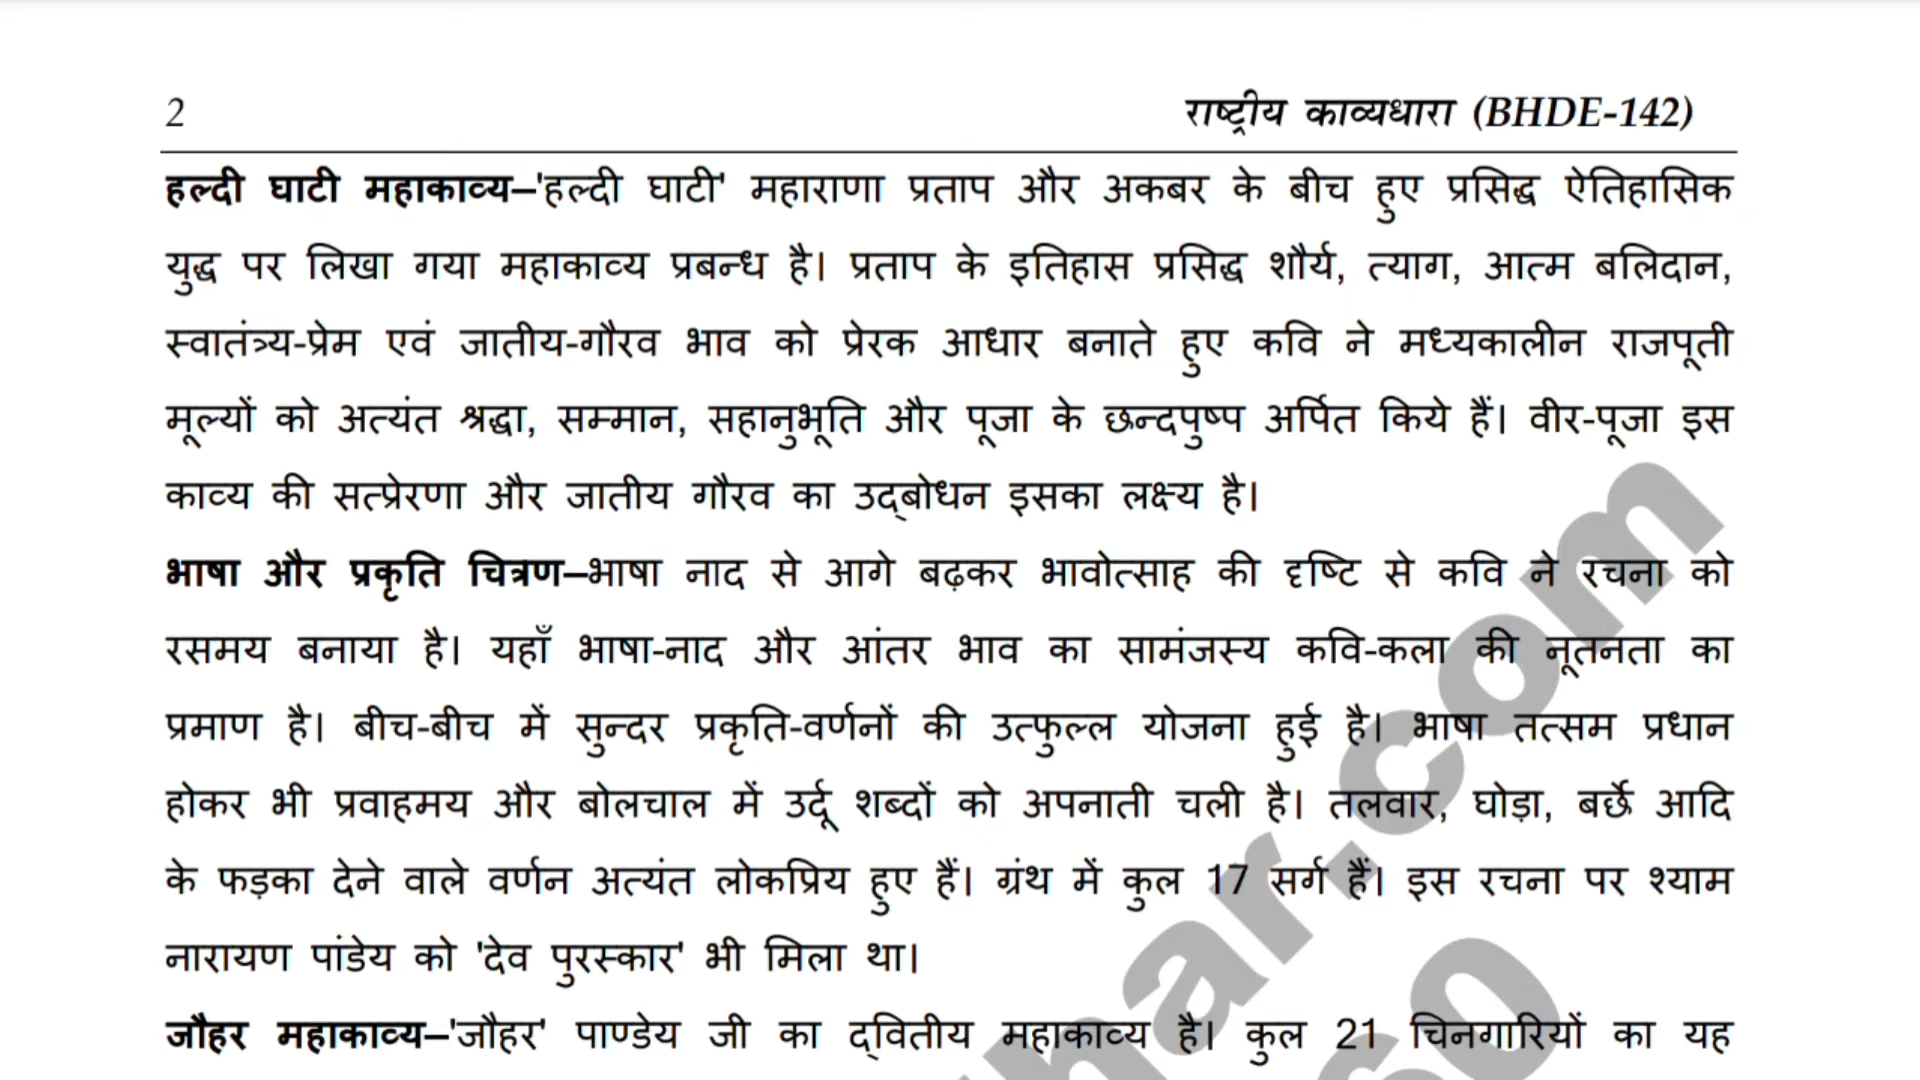 2 राष्ट्रीय काव्यधारा (BHDE-142)
हल्दी घाटी महाकाव्य–'हल्दी घाटी' महाराणा प्रताप और अकबर के बीच हुए प्रसिद्ध ऐतिहासिक
युद्ध पर लिखा गया महाकाव्य प्रबन्ध है। प्रताप के इतिहास प्रसिद्ध शौर्य, त्याग, आत्म बलिदान,
स्वातंत्र्य-प्रेम एवं जातीय-गौरव भाव को प्रेरक आधार बनाते हुए कवि ने मध्यकालीन राजपूती
मूल्यों को अत्यंत श्रद्धा, सम्मान, सहानुभूति और पूजा के छन्दपुष्प अर्पित किये हैं। वीर-पूजा इस
काव्य की सत्प्रेरणा और जातीय गौरव का उद्‌बोधन इसका लक्ष्य है।
भाषा और प्रकृति चित्रण–भाषा नाद से आगे बढ़कर भावोत्साह की दृष्टि से कवि ने रचना को
रसमय बनाया है। यहाँ भाषा-नाद और आंतर भाव का सामंजस्य कवि-कला की नूतनता का
प्रमाण है। बीच-बीच में सुन्दर प्रकृति-वर्णनों की उत्फुल्ल योजना हुई है। भाषा तत्सम प्रधान
होकर भी प्रवाहमय और बोलचाल में उर्दू शब्दों को अपनाती चली है। तलवार, घोड़ा, बर्छे आदि
के फड़का देने वाले वर्णन अत्यंत लोकप्रिय हुए हैं। ग्रंथ में कुल 17 सर्ग हैं। इस रचना पर श्याम
नारायण पांडेय को 'देव पुरस्कार' भी मिला था।
जौहर महाकाव्य–'जौहर' पाण्डेय जी का द्‌वितीय महाकाव्य है। कुल 21 चिनगारियों का यह
har.com
60